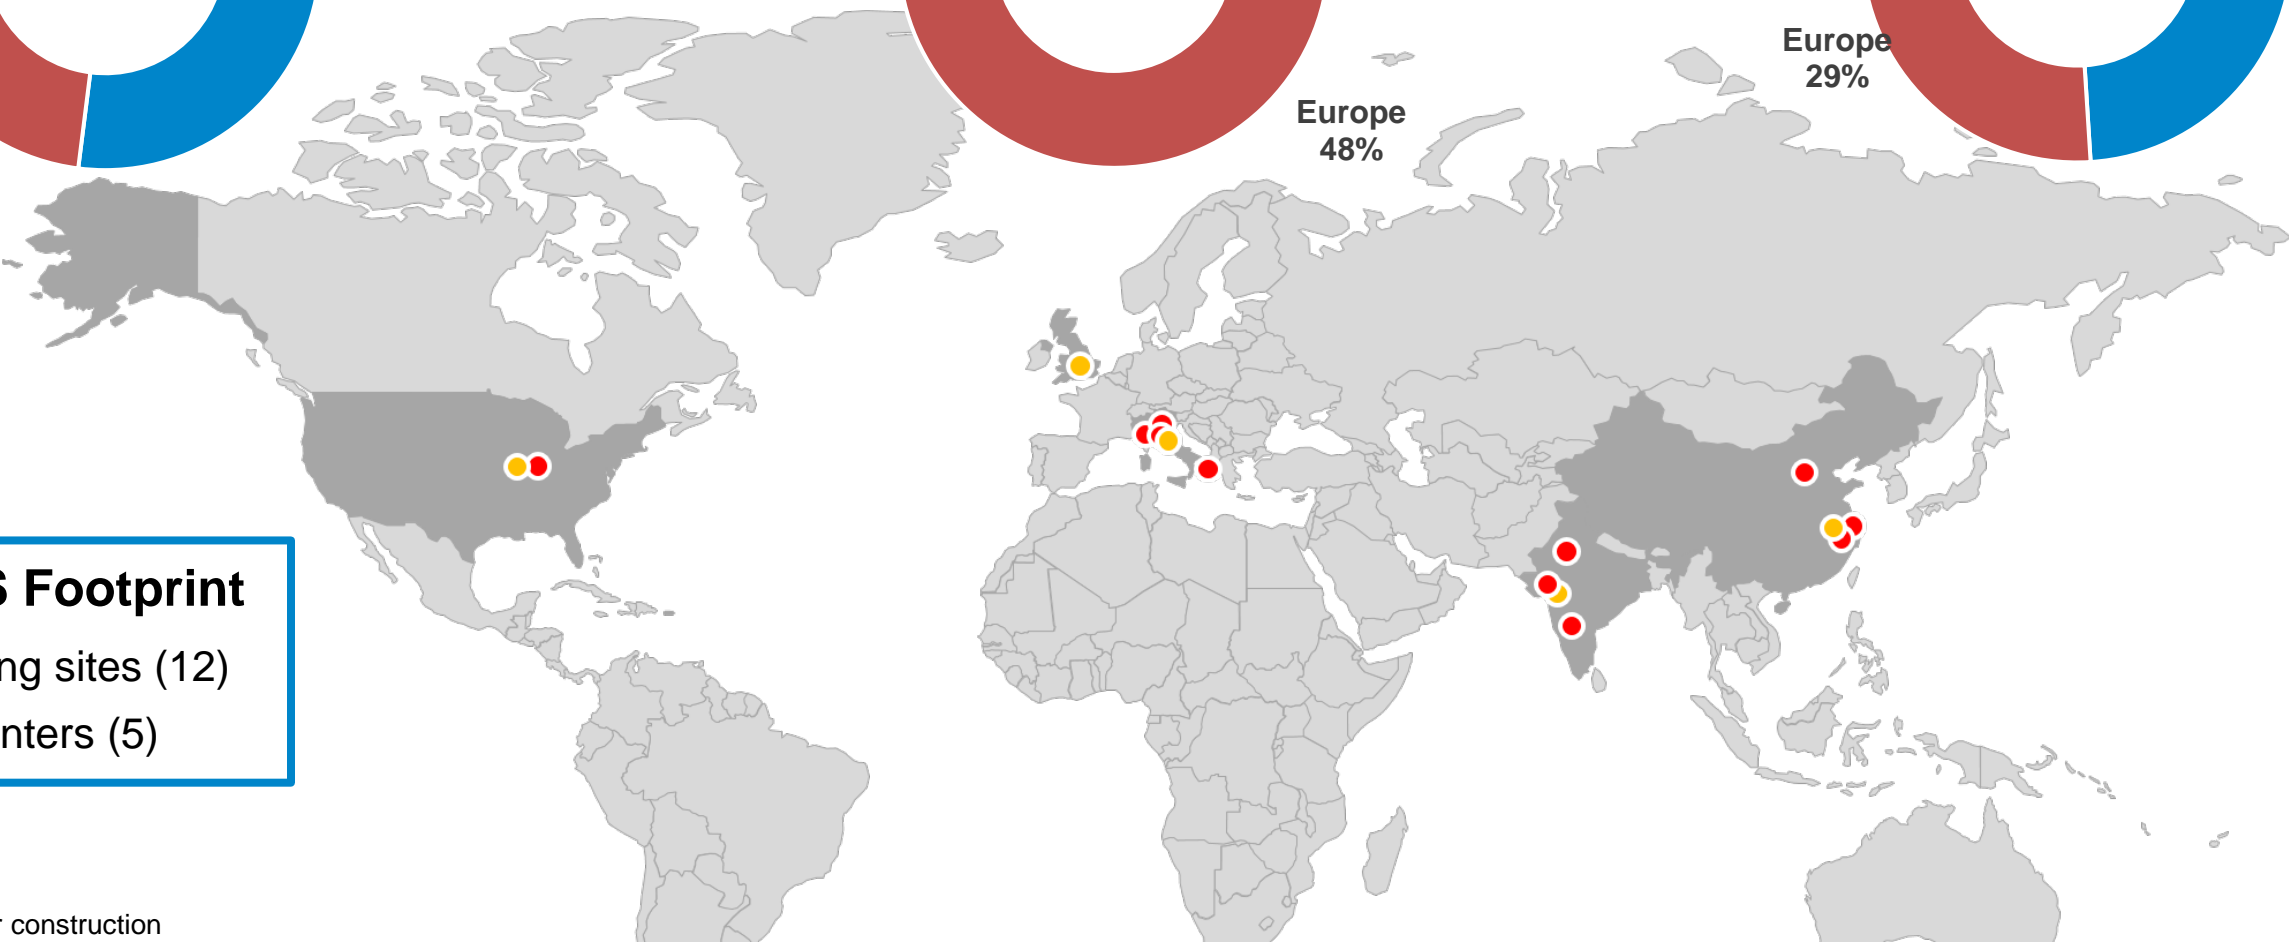 Europe
29%
Europe
48%
S Footprint
ng sites (12)
nters (5)
r construction